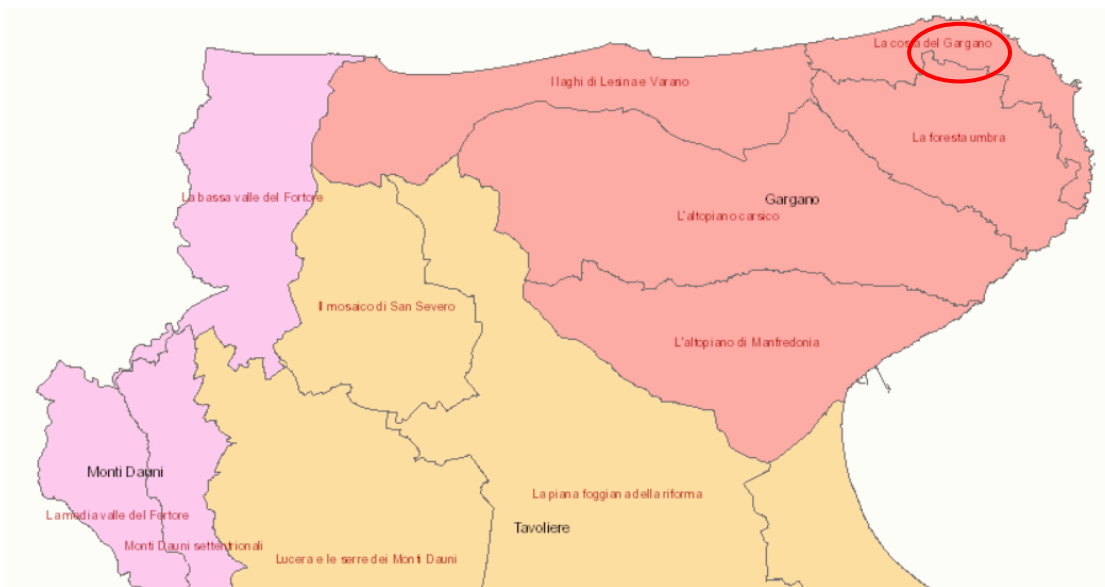 La costa del Gargano
I laghi di Lesina e Varano
La foresta umbra
La bassa valle del Fortore
Gargano
L'altopiano carsico
Il mosaico di San Severo
L'altopiano di Manfredonia
Monti Dauni
La piana foggiana della riforma
La media valle del Fortore
Tavoliere
Monti Dauni settentrionali
Lucera e le serre dei Monti Dauni